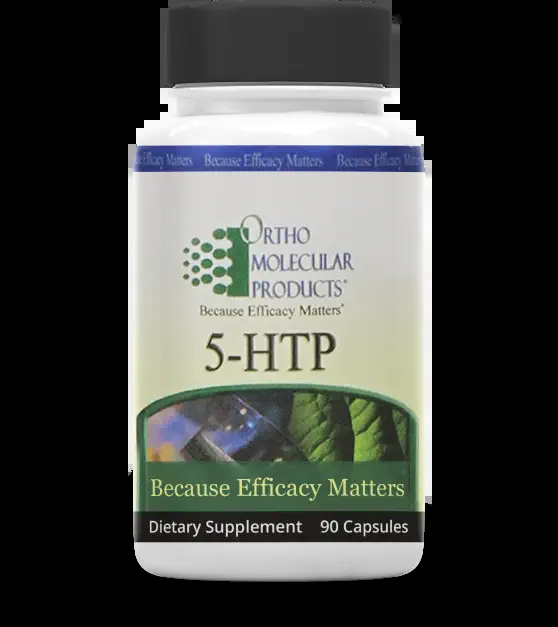 e Efficacy Matters Because Efficacy Matters Because Efficacy Matters
ORTHO
MOLECULAR
PRODUCTS®
Because Efficacy Matters®
5-HTP
Because Efficacy Matters
Dietary Supplement 90 Capsules